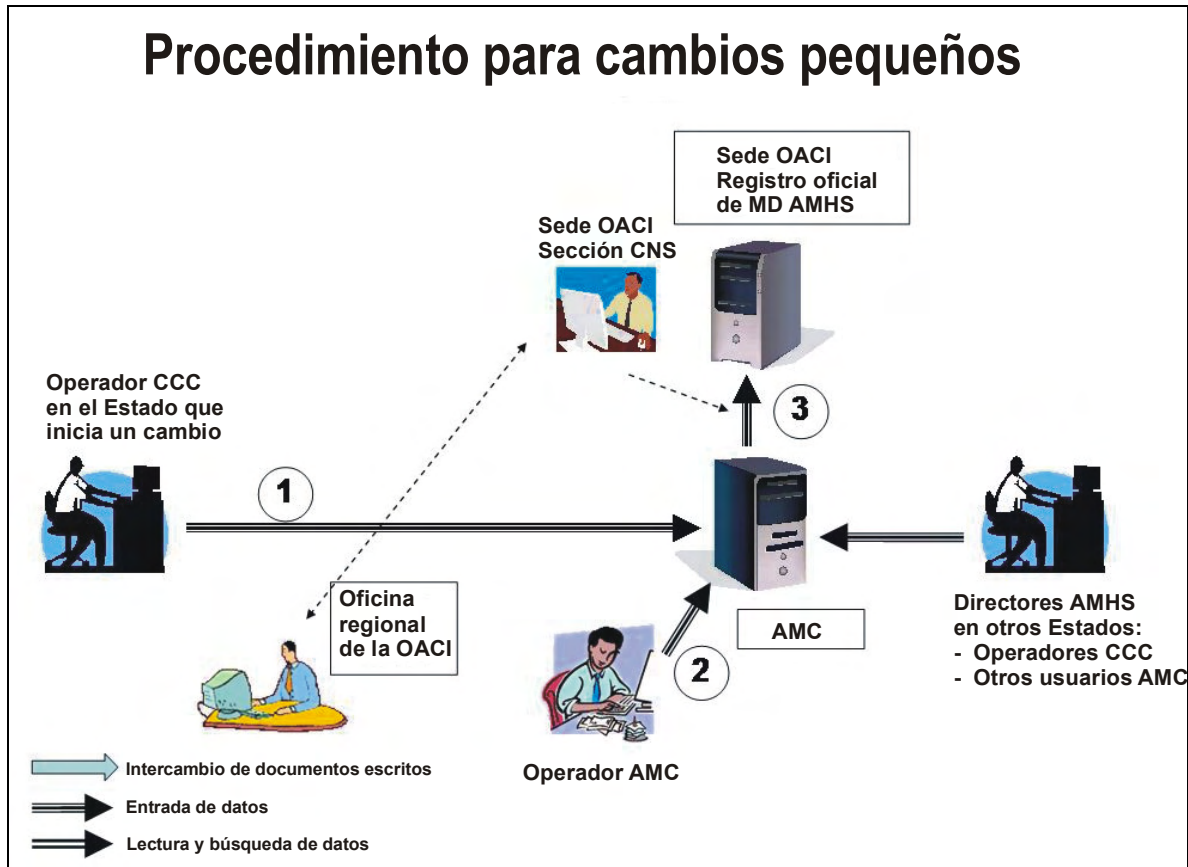 Procedimiento para cambios pequeños
Sede OACI
Registro oficial
de MD AMHS
Sede OACI
Sección CNS
Operador CCC
en el Estado que
inicia un cambio
3
1
Oficina
regional
de la OACI
AMC
2
Directores AMHS
en otros Estados:
- Operadores CCC
- Otros usuarios AMC
Operador AMC
Intercambio de documentos escritos
Entrada de datos
Lectura y búsqueda de datos